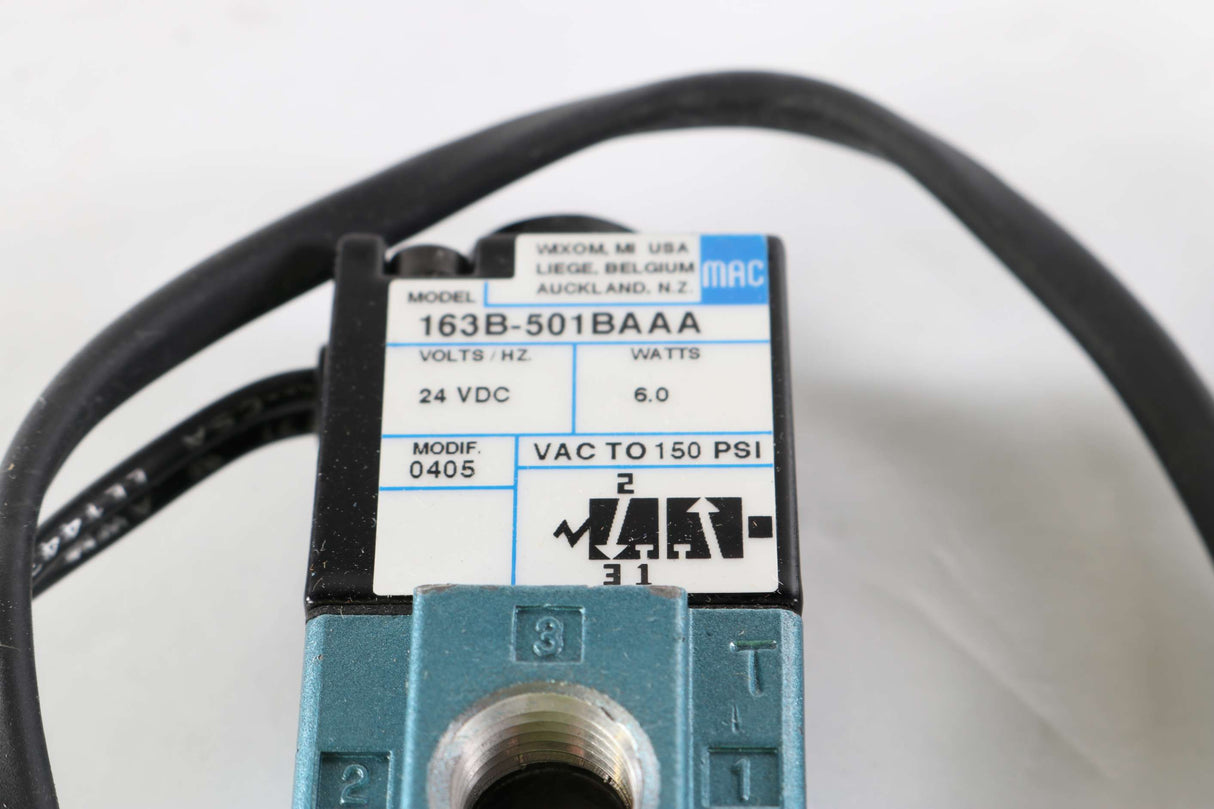 WIXOM, MI USA
LIEGE, BELGIUM
AUCKLAND, N.Z.
MAC
MODEL
163B-501BAAA
VOLTS / HZ.
WATTS
24 VDC
6.0
MODIF.
0405
VAC TO 150 PSI
2
3 1
3
T
2
1